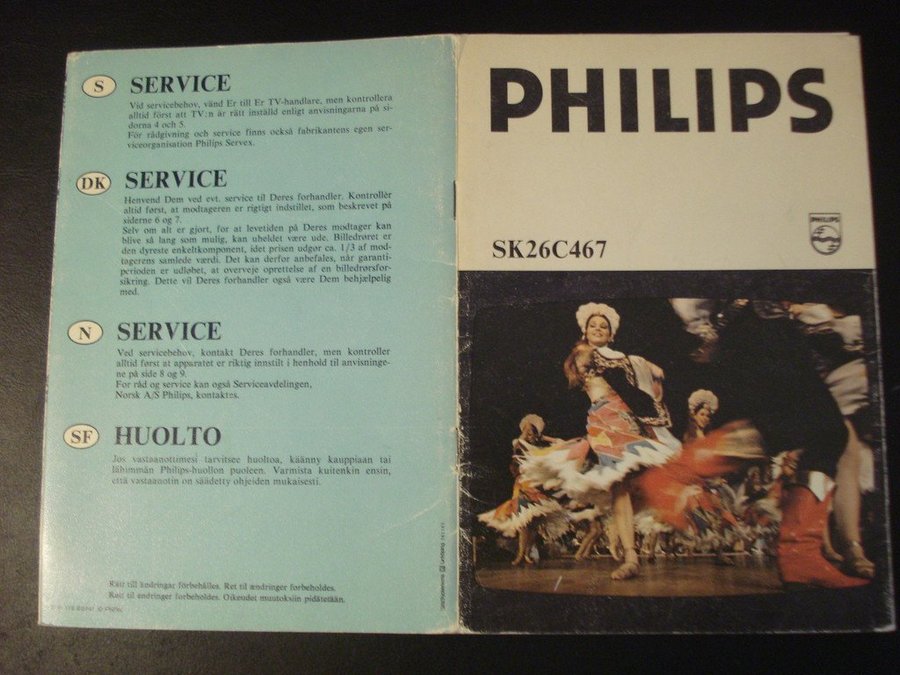 S SERVICE
Vid servicebehov, vänd Er till Er TV-handlare, men kontrollera
alltid först att TV:n är rätt inställd enligt anvisningarna på si-
dorna 4 och 5.
För rådgivning och service finns också fabrikantens egen ser-
viceorganisation Philips Servex.
DK SERVICE
Henvend Dem ved evt. service til Deres forhandler. Kontrollér
altid først, at modtageren er rigtigt indstillet, som beskrevet på
siderne 6 og 7.
Selv om alt er gjort, for at levetiden på Deres modtager kan
blive så lang som mulig, kan uheldet være ude. Billedrøret er
den dyreste enkeltkomponent, idet prisen udgør ca. 1/3 af mod-
tagerens samlede værdi. Det kan derfor anbefales, når garanti-
perioden er udløbet, at overveje oprettelse af en billedrørsfor-
sikring. Dette vil Deres forhandler også være Dem behjælpelig
med.
N SERVICE
Ved servicebehov, kontakt Deres forhandler, men kontroller
alltid først at apparatet er riktig innstilt i henhold til anvisninge-
ne på side 8 og 9.
For råd og service kan også Serviceavdelingen,
Norsk A/S Philips, kontaktes.
SF HUOLTO
Jos vastaanottimesi tarvitsee huoltoa, käänny kauppiaan tai
lähimmän Philips-huollon puoleen. Varmista kuitenkin ensin,
että vastaanotin on säädetty ohjeiden mukaisesti.
Rätt till ändringar förbehålles. Ret til ændringer forbeholdes.
Rett til endringer forbeholdes. Oikeudet muutoksiin pidätetään.
PHILIPS
PHILIPS
SK26C467